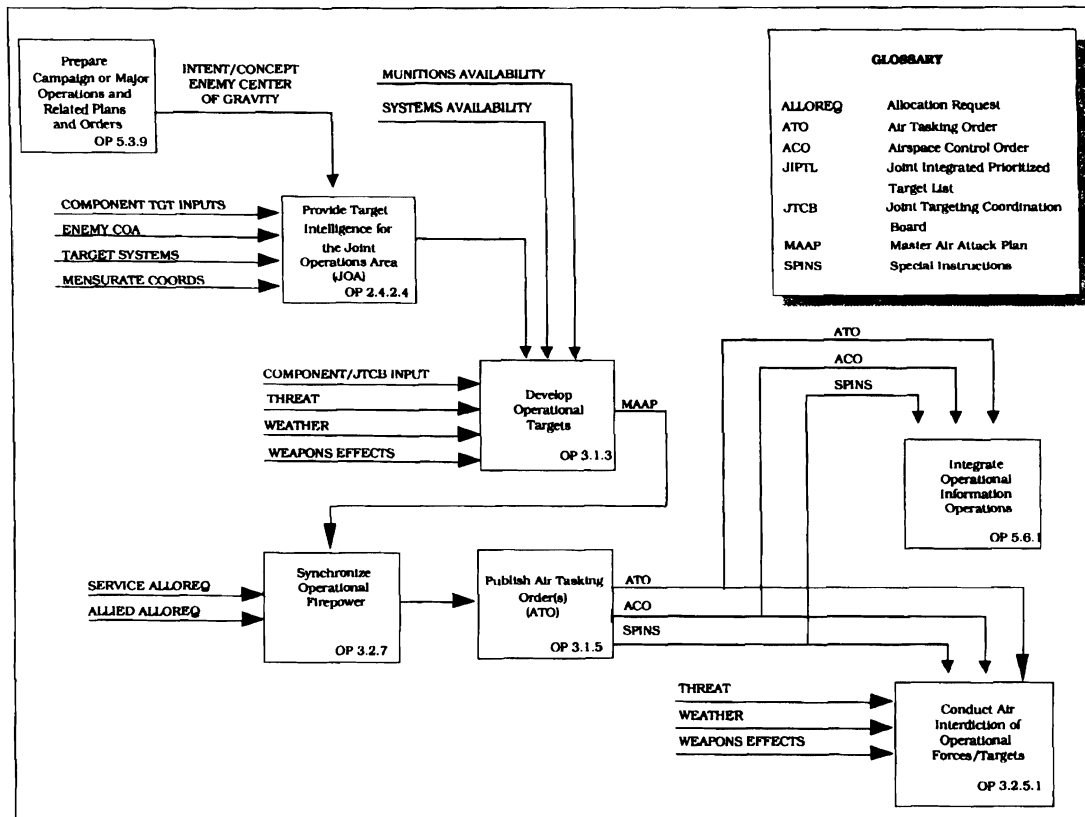 Prepare
Campaign or Major
Operations and
Related Plans
and Orders
OP 5.3.9
INTENT/CONCEPT
ENEMY CENTER
OF GRAVITY
MUNITIONS AVAILABILITY
SYSTEMS AVAILABILITY
GLOSSARY
ALLOREQ Allocation Request
ATO Air Tasking Order
ACO Airspace Control Order
JIPTL Joint Integrated Prioritized
Target List
JTCB Joint Targeting Coordination
Board
MAAP Master Air Attack Plan
SPINS Special Instructions
COMPONENT TGT INPUTS
ENEMY COA
TARGET SYSTEMS
MENSURATE COORDS
Provide Target
Intelligence for
the Joint
Operations Area
(JOA)
OP 2.4.2.4
COMPONENT/JTCB INPUT
THREAT
WEATHER
WEAPONS EFFECTS
Develop
Operational
Targets
OP 3.1.3
MAAP
ATO
ACO
SPINS
Integrate
Operational
Information
Operations
OP 5.6.1
SERVICE ALLOREQ
ALLIED ALLOREQ
Synchronize
Operational
Firepower
OP 3.2.7
Publish Air Tasking
Order(s)
(ATO)
OP 3.1.5
ATO
ACO
SPINS
THREAT
WEATHER
WEAPONS EFFECTS
Conduct Air
Interdiction of
Operational
Forces/Targets
OP 3.2.5.1